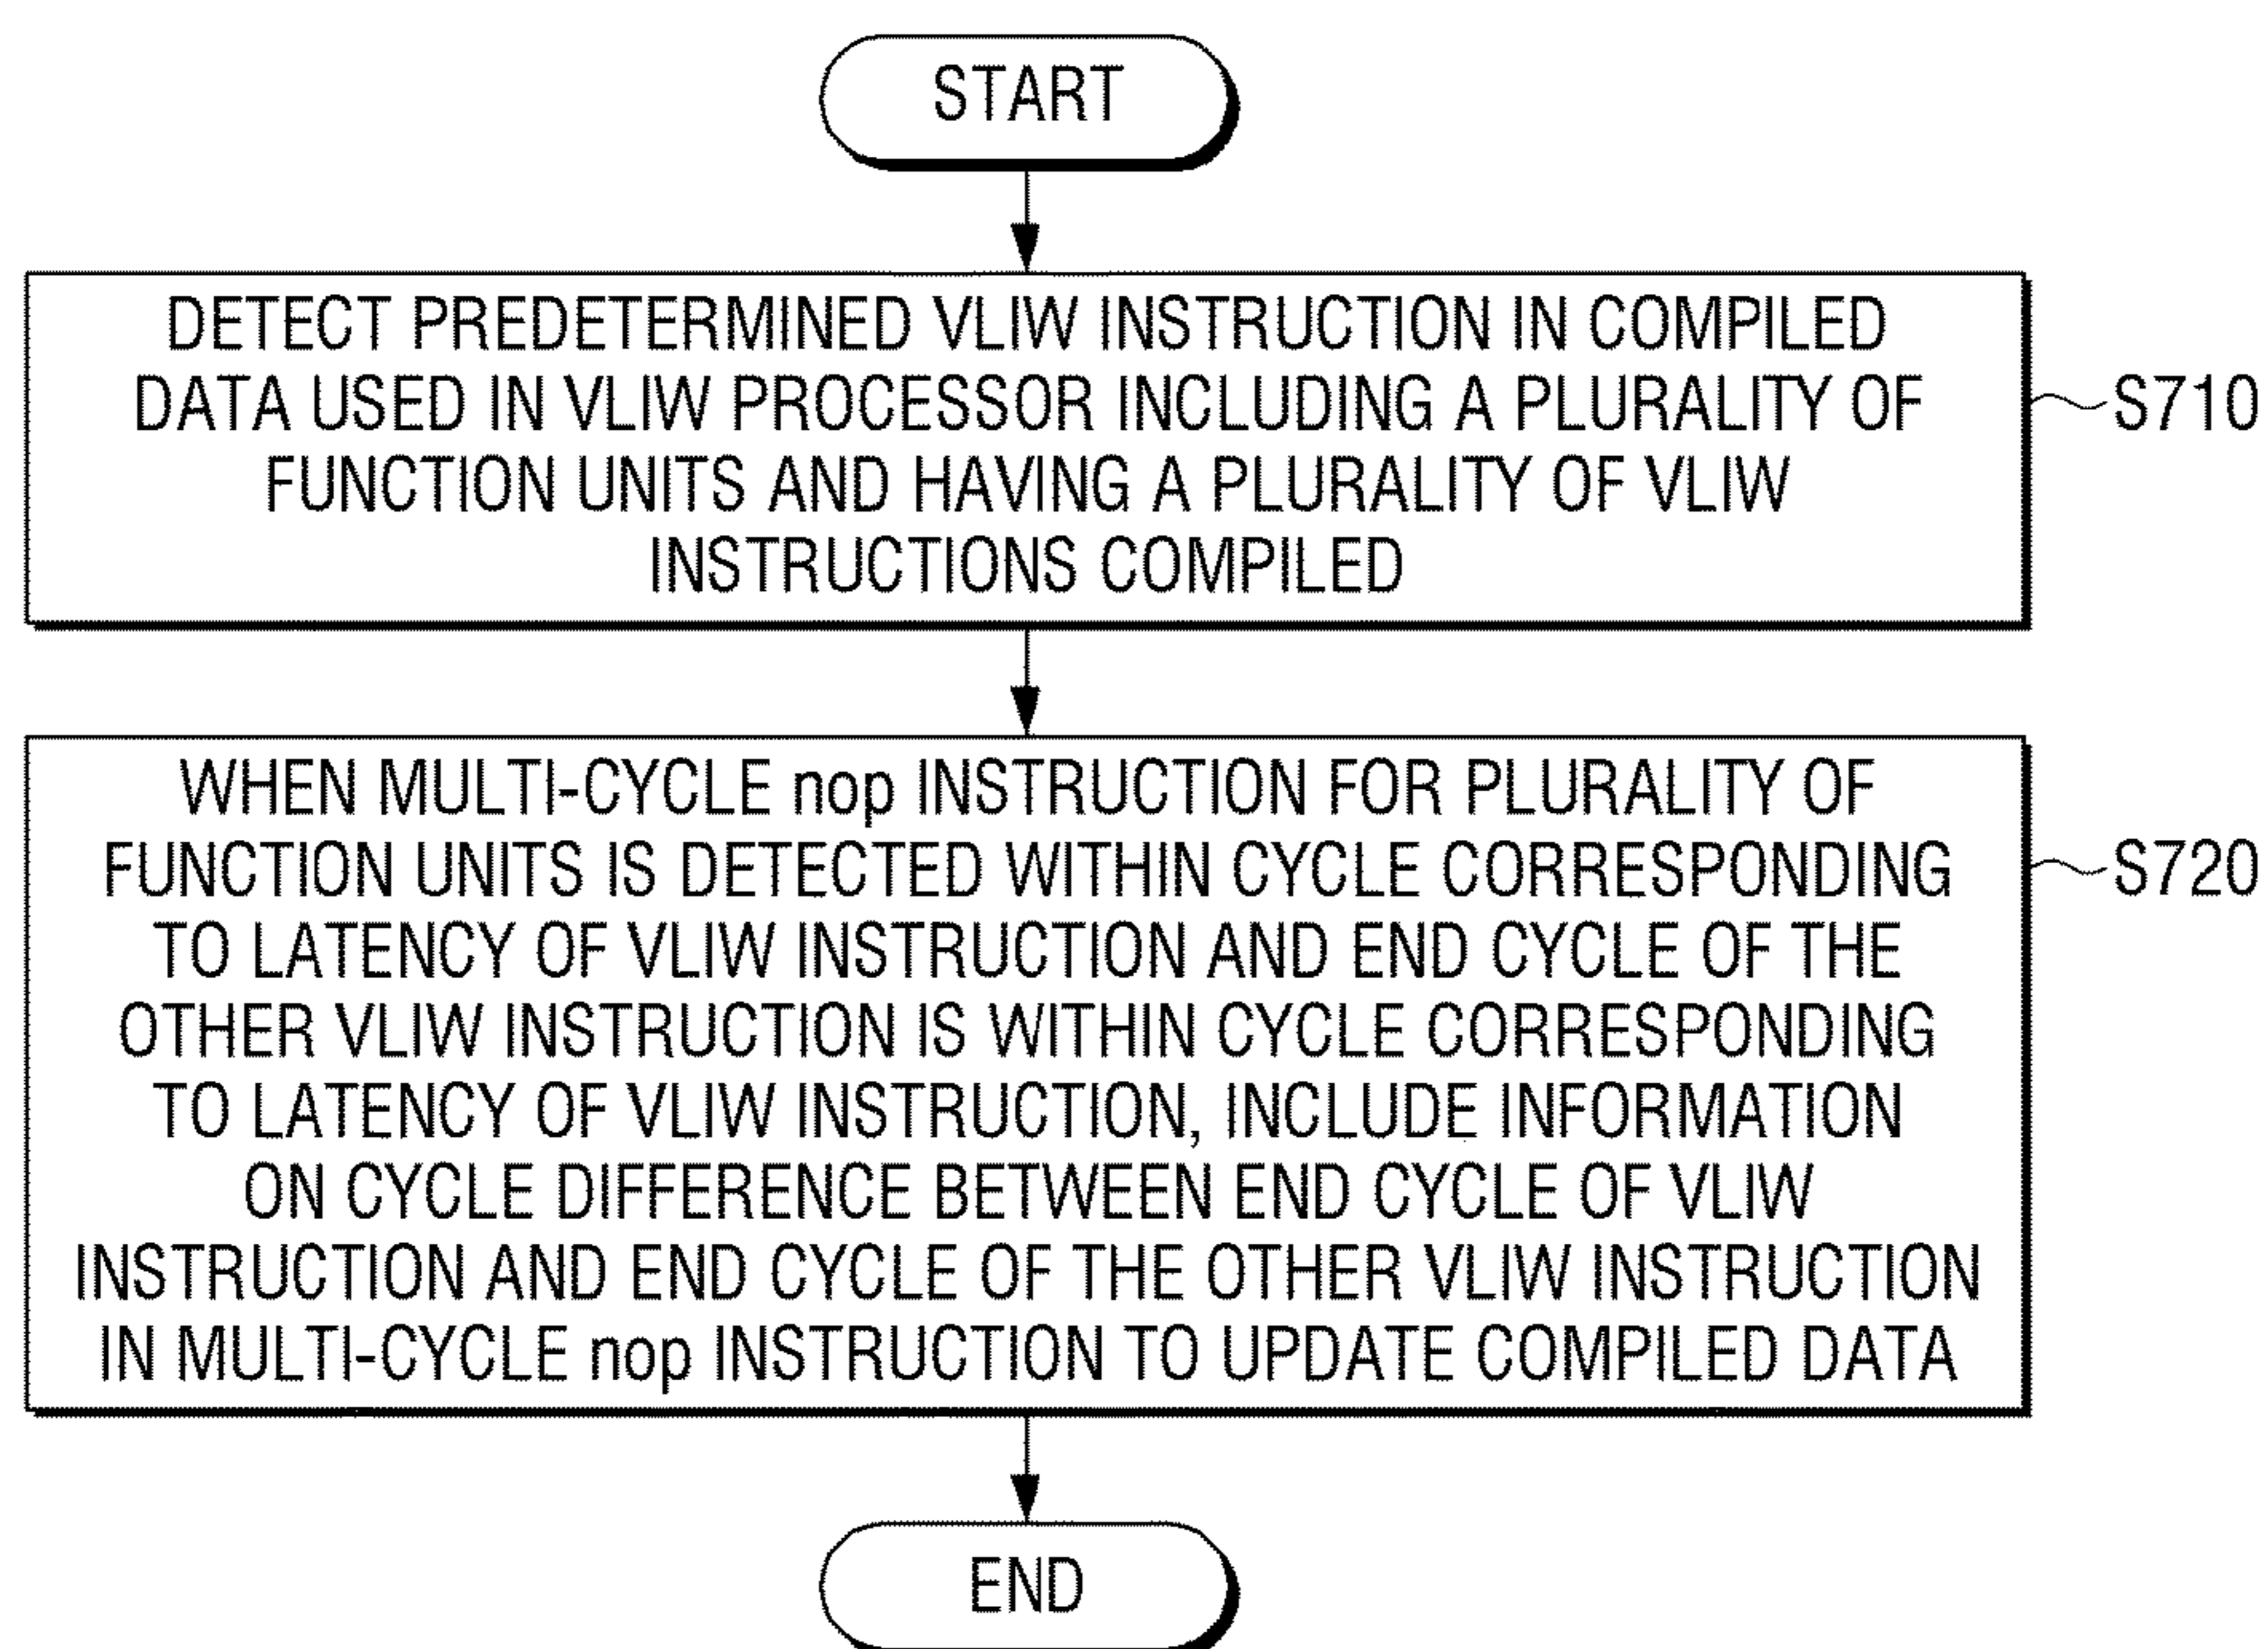 START
DETECT PREDETERMINED VLIW INSTRUCTION IN COMPILED
DATA USED IN VLIW PROCESSOR INCLUDING A PLURALITY OF
FUNCTION UNITS AND HAVING A PLURALITY OF VLIW
INSTRUCTIONS COMPILED
S710
WHEN MULTI-CYCLE nop INSTRUCTION FOR PLURALITY OF
FUNCTION UNITS IS DETECTED WITHIN CYCLE CORRESPONDING
TO LATENCY OF VLIW INSTRUCTION AND END CYCLE OF THE
OTHER VLIW INSTRUCTION IS WITHIN CYCLE CORRESPONDING
TO LATENCY OF VLIW INSTRUCTION, INCLUDE INFORMATION
ON CYCLE DIFFERENCE BETWEEN END CYCLE OF VLIW
INSTRUCTION AND END CYCLE OF THE OTHER VLIW INSTRUCTION
IN MULTI-CYCLE nop INSTRUCTION TO UPDATE COMPILED DATA
S720
END